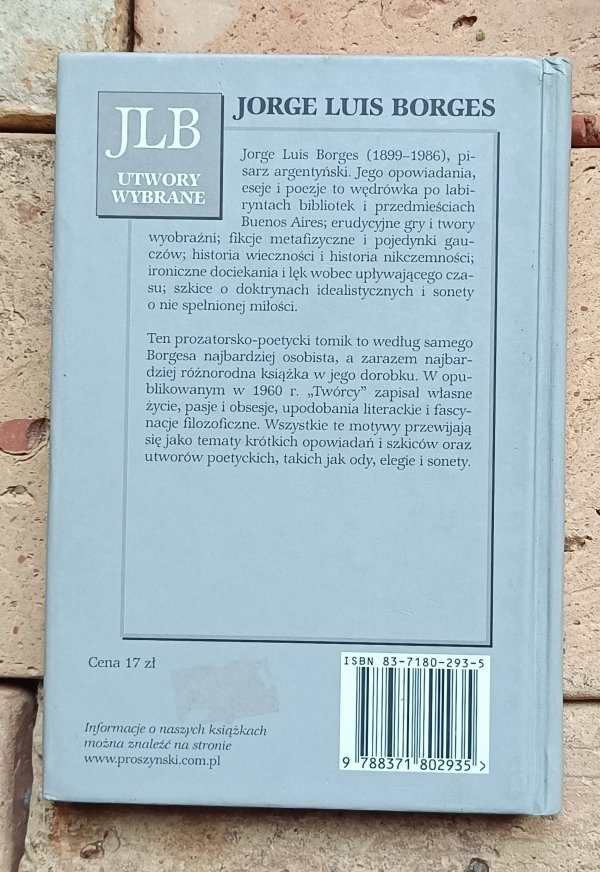 JLB
UTWORY
WYBRANE
JORGE LUIS BORGES
Jorge Luis Borges (1899–1986), pi-
sarz argentyński. Jego opowiadania,
eseje i poezje to wędrówka po labi-
ryntach bibliotek i przedmieściach
Buenos Aires; erudycyjne gry i twory
wyobraźni; fikcje metafizyczne i pojedynki gau-
czów; historia wieczności i historia nikczemności;
ironiczne dociekania i lęk wobec upływającego cza-
su; szkice o doktrynach idealistycznych i sonety
o nie spełnionej miłości.
Ten prozatorsko-poetycki tomik to według samego
Borgesa najbardziej osobista, a zarazem najbar-
dziej różnorodna książka w jego dorobku. W opu-
blikowanym w 1960 r. „Twórcy” zapisał własne
życie, pasje i obsesje, upodobania literackie i fascy-
nacje filozoficzne. Wszystkie te motywy przewijają
się jako tematy krótkich opowiadań i szkiców oraz
utworów poetyckich, takich jak ody, elegie i sonety.
Cena 17 zł
Informacje o naszych książkach
można znaleźć na stronie
www.proszynski.com.pl
ISBN 83-7180-293-5
9 788371 802935 >